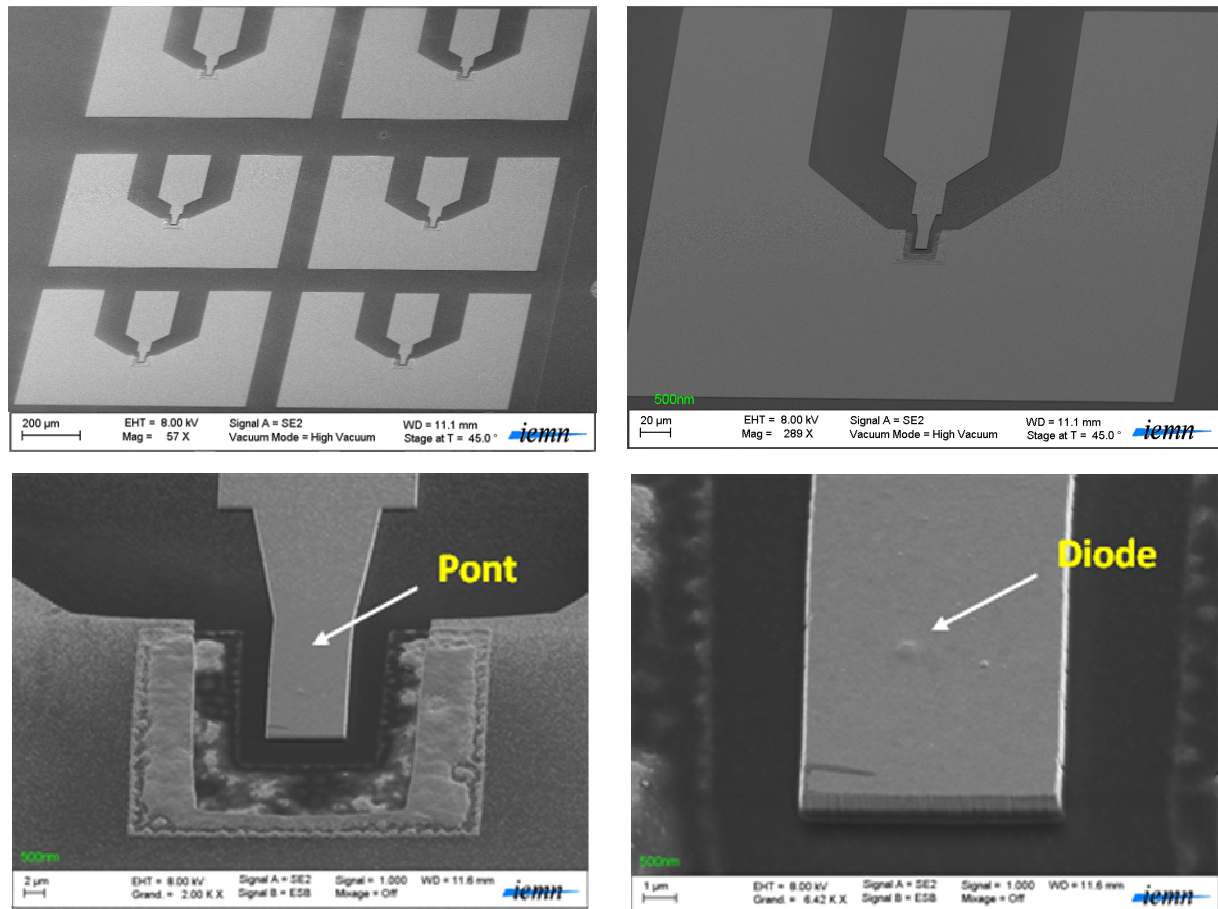 200 µm
EHT = 8.00 kV
Mag = 57 X
Signal A = SE2
Vacuum Mode = High Vacuum
WD = 11.1 mm
Stage at T = 45.0 °
iemn
500nm
20 µm
EHT = 8.00 kV
Mag = 289 X
Signal A = SE2
Vacuum Mode = High Vacuum
WD = 11.1 mm
Stage at T = 45.0 °
iemn
Pont
500nm
2 µm
EHT = 8.00 kV
Grand. = 2.00 K X
Signal A = SE2
Signal B = ESB
Signal = 1.000
Mixage = Off
WD = 11.6 mm
iemn
Diode
500nm
1 µm
EHT = 8.00 kV
Grand. = 6.42 K X
Signal A = SE2
Signal B = ESB
Signal = 1.000
Mixage = Off
WD = 11.6 mm
iemn